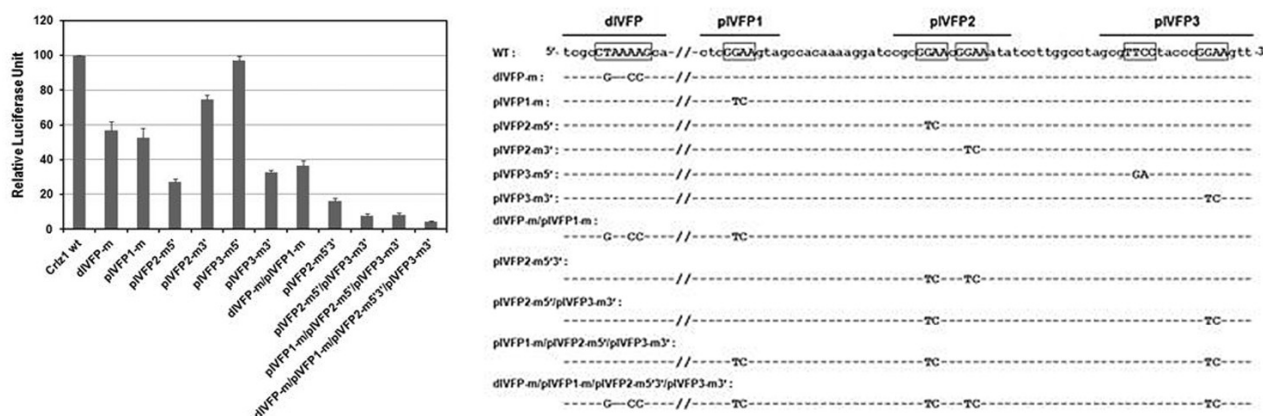 Relative Luciferase Unit
120
100
80
60
40
20
0
Crlz1 wt
dIVFP-m
pIVFP1-m
pIVFP2-m5'
pIVFP2-m3'
pIVFP3-m5'
pIVFP3-m3'
dIVFP-m/pIVFP1-m
pIVFP2-m5'3'
pIVFP2-m5'/pIVFP3-m3'
pIVFP1-m/pIVFP2-m5'/pIVFP3-m3'
dIVFP-m/pIVFP1-m/pIVFP2-m5'3'/pIVFP3-m3'
dIVFP pIVFP1 pIVFP2 pIVFP3
WT : 5'- tcgcCTAAAAGca-//-ctcGGAAgtagccacaaaaggatccgcGGAAcGGAAatatccttggcctagcgTTCCtacccGGAAgtt-3'
dIVFP-m : G--CC //
pIVFP1-m : // TC
pIVFP2-m5' : // TC
pIVFP2-m3' : // TC
pIVFP3-m5' : // GA
pIVFP3-m3' : // TC
dIVFP-m/pIVFP1-m :
G--CC // TC
pIVFP2-m5'3' :
// TC TC
pIVFP2-m5'/pIVFP3-m3' :
// TC TC
pIVFP1-m/pIVFP2-m5'/pIVFP3-m3' :
// TC TC TC
dIVFP-m/pIVFP1-m/pIVFP2-m5'3'/pIVFP3-m3' :
G--CC // TC TC TC TC